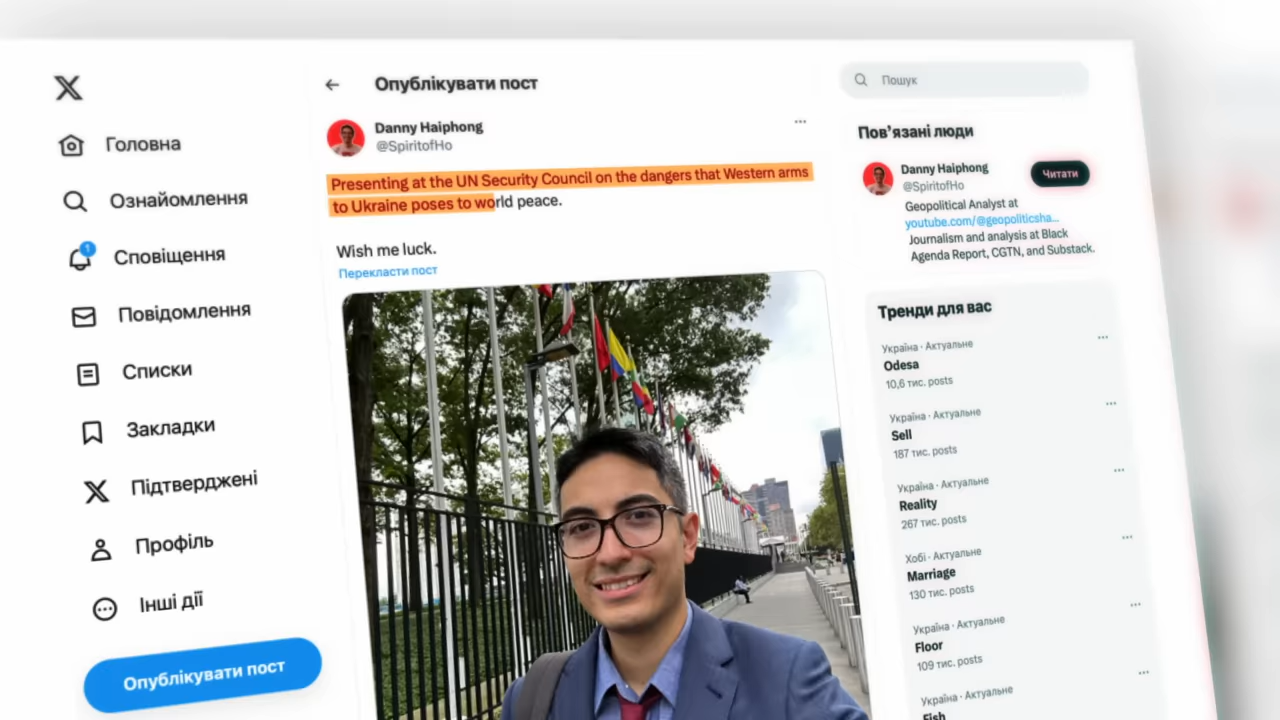 Головна
Ознайомлення
1
Сповіщення
Повідомлення
Списки
Закладки
Підтверджені
Профіль
Інші дії
Опублікувати пост
Опублікувати пост
Danny Haiphong
@SpiritofHo
Presenting at the UN Security Council on the dangers that Western arms
to Ukraine poses to world peace.
Wish me luck.
Перекласти пост
Пошук
Пов’язані люди
Danny Haiphong
@SpiritofHo
Читати
Geopolitical Analyst at
youtube.com/@geopoliticsha...
Journalism and analysis at Black
Agenda Report, CGTN, and Substack.
Тренди для вас
Україна · Актуальне
Odesa
10,6 тис. posts
Україна · Актуальне
Sell
187 тис. posts
Україна · Актуальне
Reality
267 тис. posts
Хобі · Актуальне
Marriage
130 тис. posts
Україна · Актуальне
Floor
109 тис. posts
Україна · Актуальне
Fish